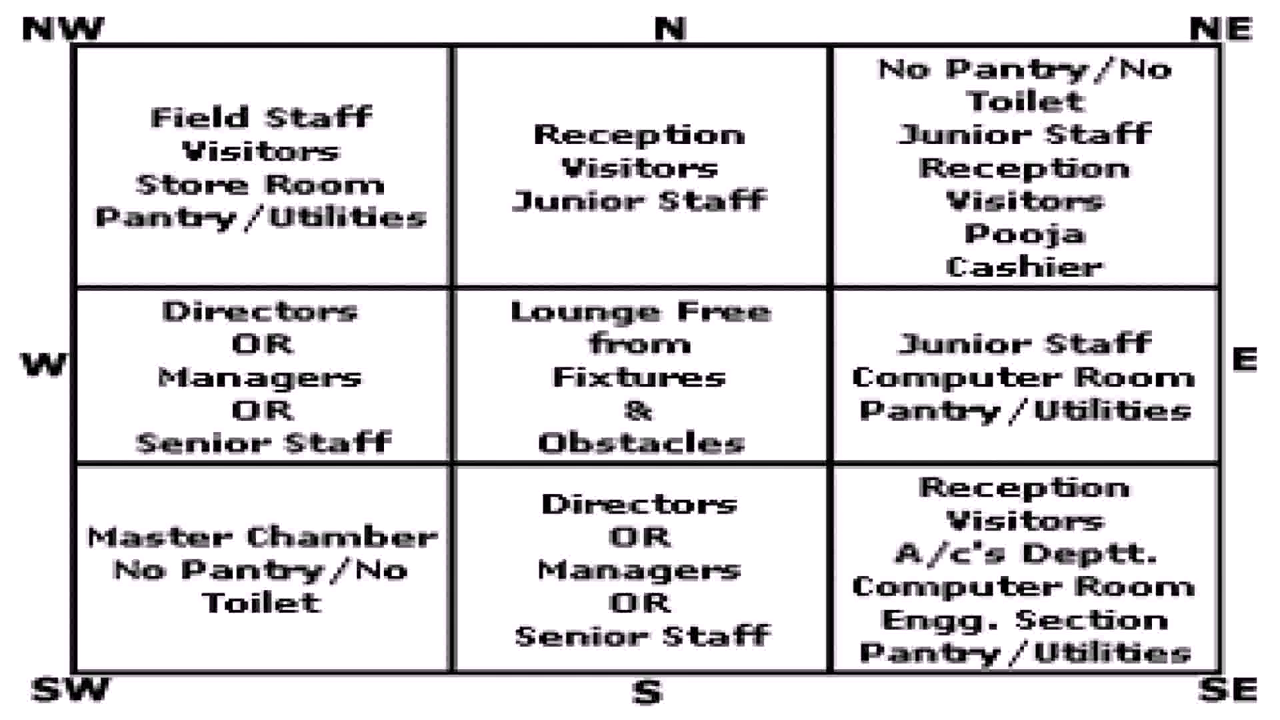 NW
N
NE
Field Staff
Visitors
Store Room
Pantry/Utilities
Reception
Visitors
Junior Staff
No Pantry/No
Toilet
Junior Staff
Reception
Visitors
Pooja
Cashier
W
Directors
OR
Managers
OR
Senior Staff
Lounge Free
from
Fixtures
&
Obstacles
Junior Staff
Computer Room
Pantry/Utilities
E
Master Chamber
No Pantry/No
Toilet
Directors
OR
Managers
OR
Senior Staff
Reception
Visitors
A/c's Deptt.
Computer Room
Engg. Section
Pantry/Utilities
SW
S
SE